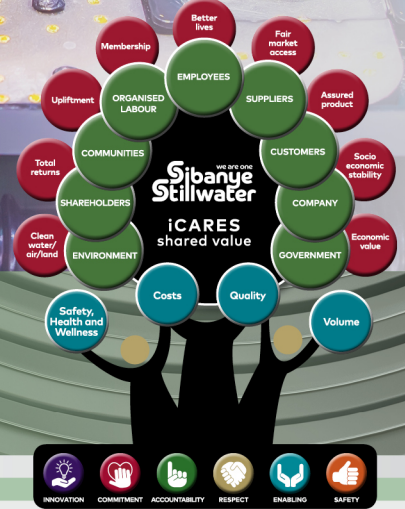 Better
lives
Membership
Fair
market
access
EMPLOYEES
Upliftment
ORGANISED
LABOUR
SUPPLIERS
Assured
product
COMMUNITIES
CUSTOMERS
Total
returns
Socio
economic
stability
we are one
Sibanye
Stillwater
SHAREHOLDERS
COMPANY
iCARES
shared value
Clean
water/
air/land
Economic
value
ENVIRONMENT
GOVERNMENT
Costs
Quality
Safety,
Health and
Wellness
Volume
INNOVATION
COMMITMENT
ACCOUNTABILITY
RESPECT
ENABLING
SAFETY